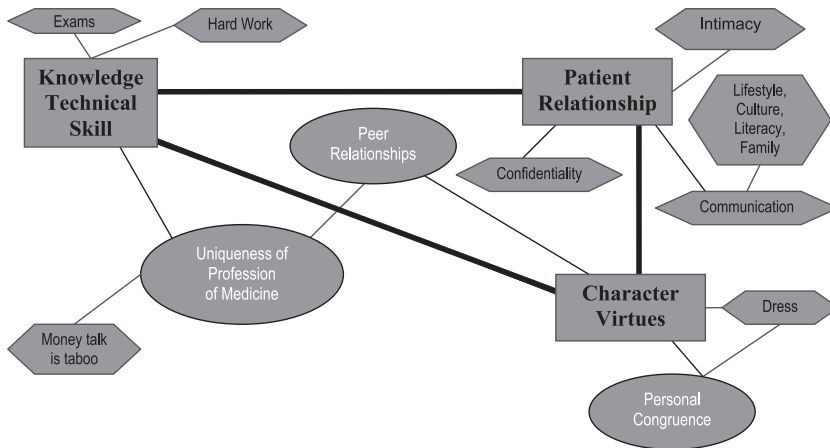 Exams
Hard Work
Intimacy
Knowledge
Technical
Skill
Patient
Relationship
Lifestyle,
Culture,
Literacy,
Family
Peer
Relationships
Confidentiality
Communication
Uniqueness of
Profession
of Medicine
Character
Virtues
Dress
Money talk
is taboo
Personal
Congruence